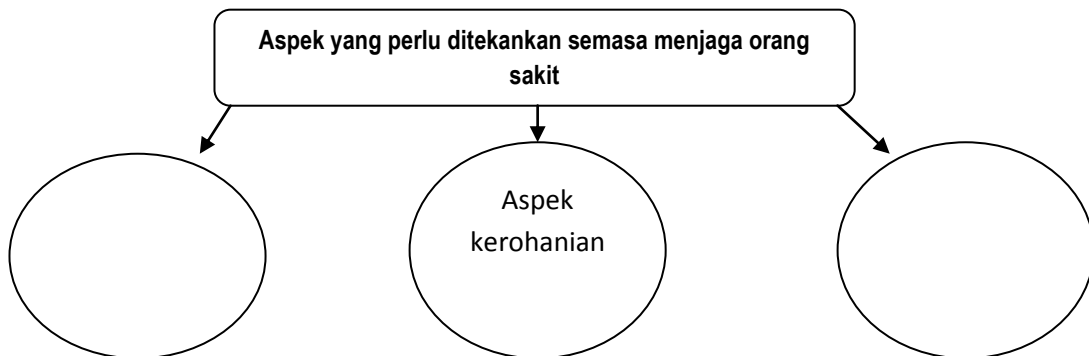 Aspek yang perlu ditekankan semasa menjaga orang
sakit
Aspek
kerohanian